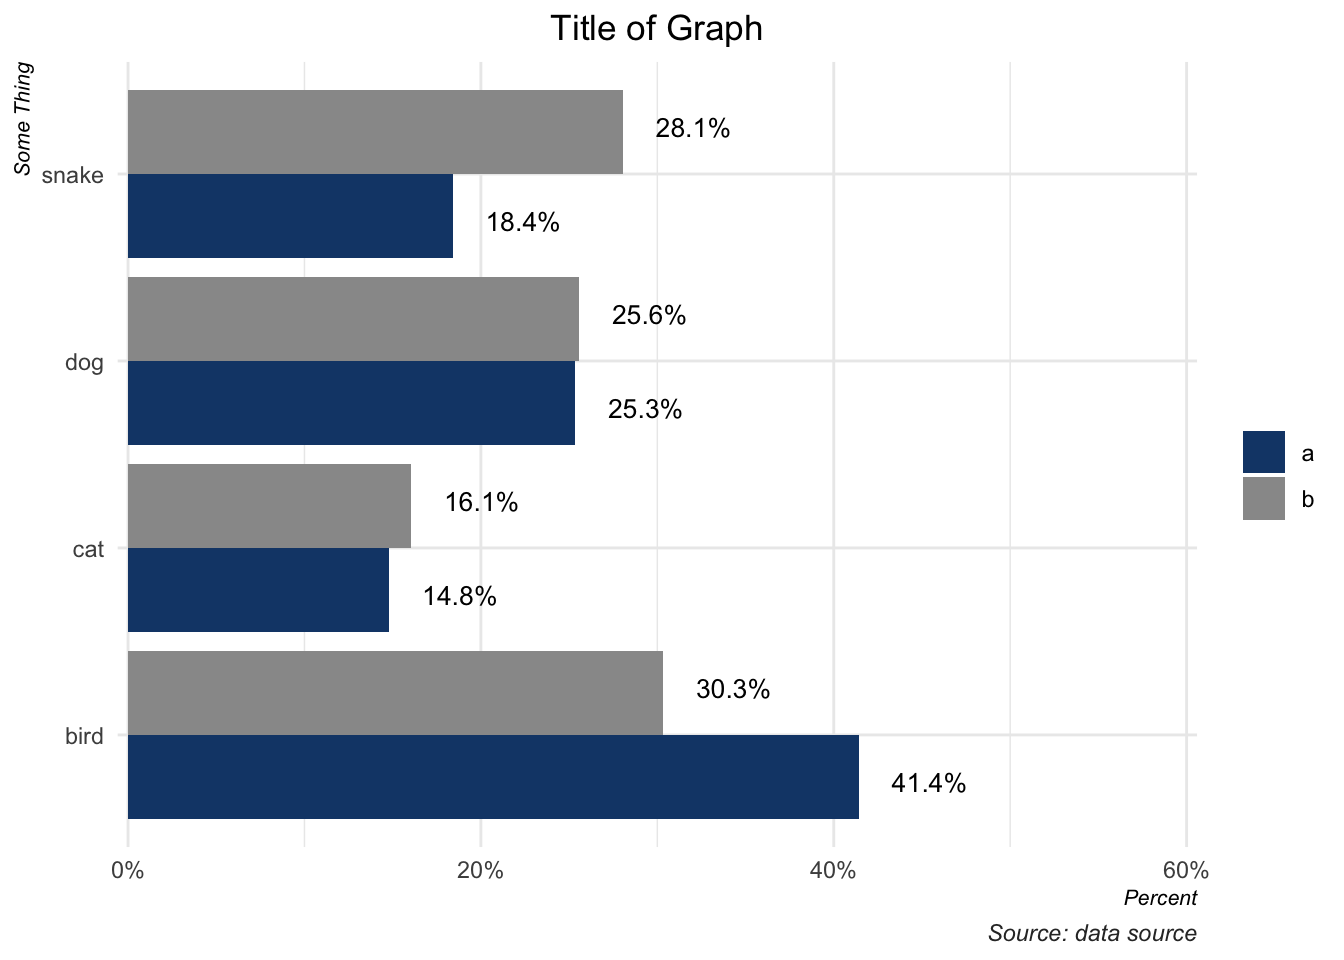 Title of Graph
Some Thing
snake
28.1%
18.4%
dog
25.6%
25.3%
cat
16.1%
14.8%
bird
30.3%
41.4%
a
b
0% 20% 40% 60%
Percent
Source: data source